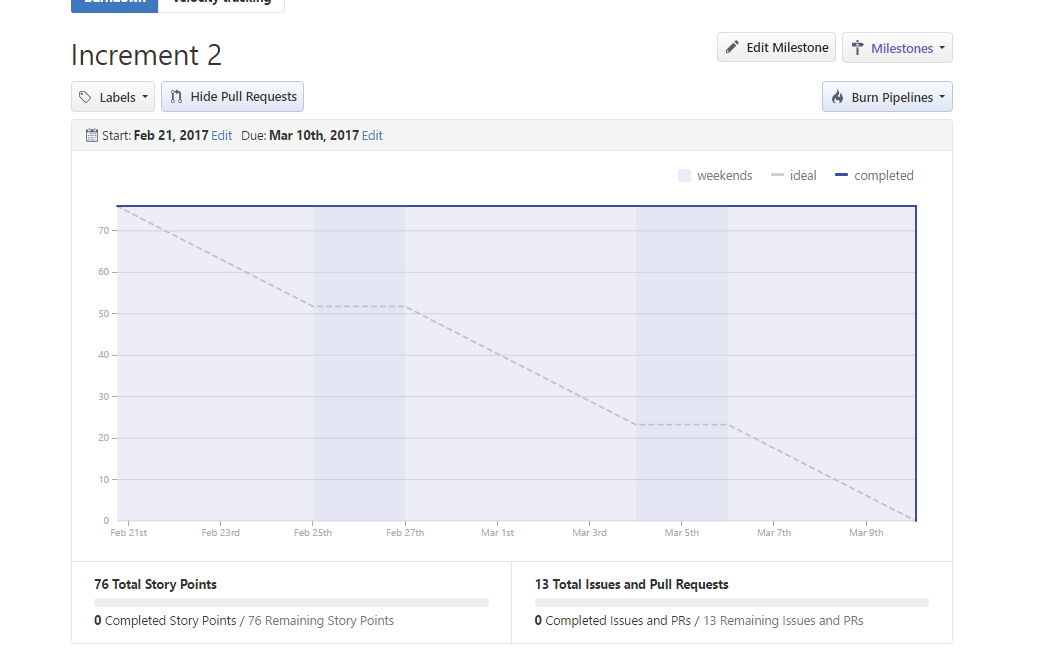 Burndown Velocity tracking
Increment 2
Edit Milestone Milestones
Labels Hide Pull Requests Burn Pipelines
Start: Feb 21, 2017 Edit Due: Mar 10th, 2017 Edit
weekends ideal completed
70
60
50
40
30
20
10
0
Feb 21st Feb 23rd Feb 25th Feb 27th Mar 1st Mar 3rd Mar 5th Mar 7th Mar 9th
76 Total Story Points 13 Total Issues and Pull Requests
0 Completed Story Points / 76 Remaining Story Points 0 Completed Issues and PRs / 13 Remaining Issues and PRs